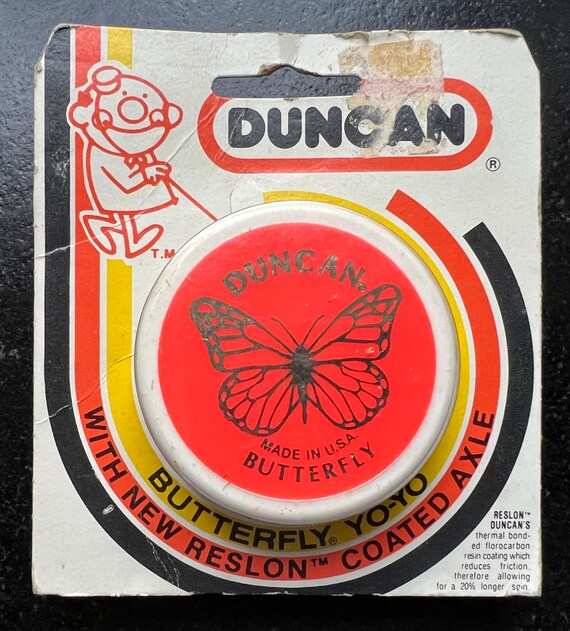 DUNCAN
®
T.M.
DUNCAN®
MADE IN U.S.A.
BUTTERFLY
BUTTERFLY® YO-YO
WITH NEW RESLON™ COATED AXLE
RESLON™
DUNCAN'S
thermal bond-
ed florocarbon
resin coating which
reduces friction,
therefore allowing
for a 20% longer spin.